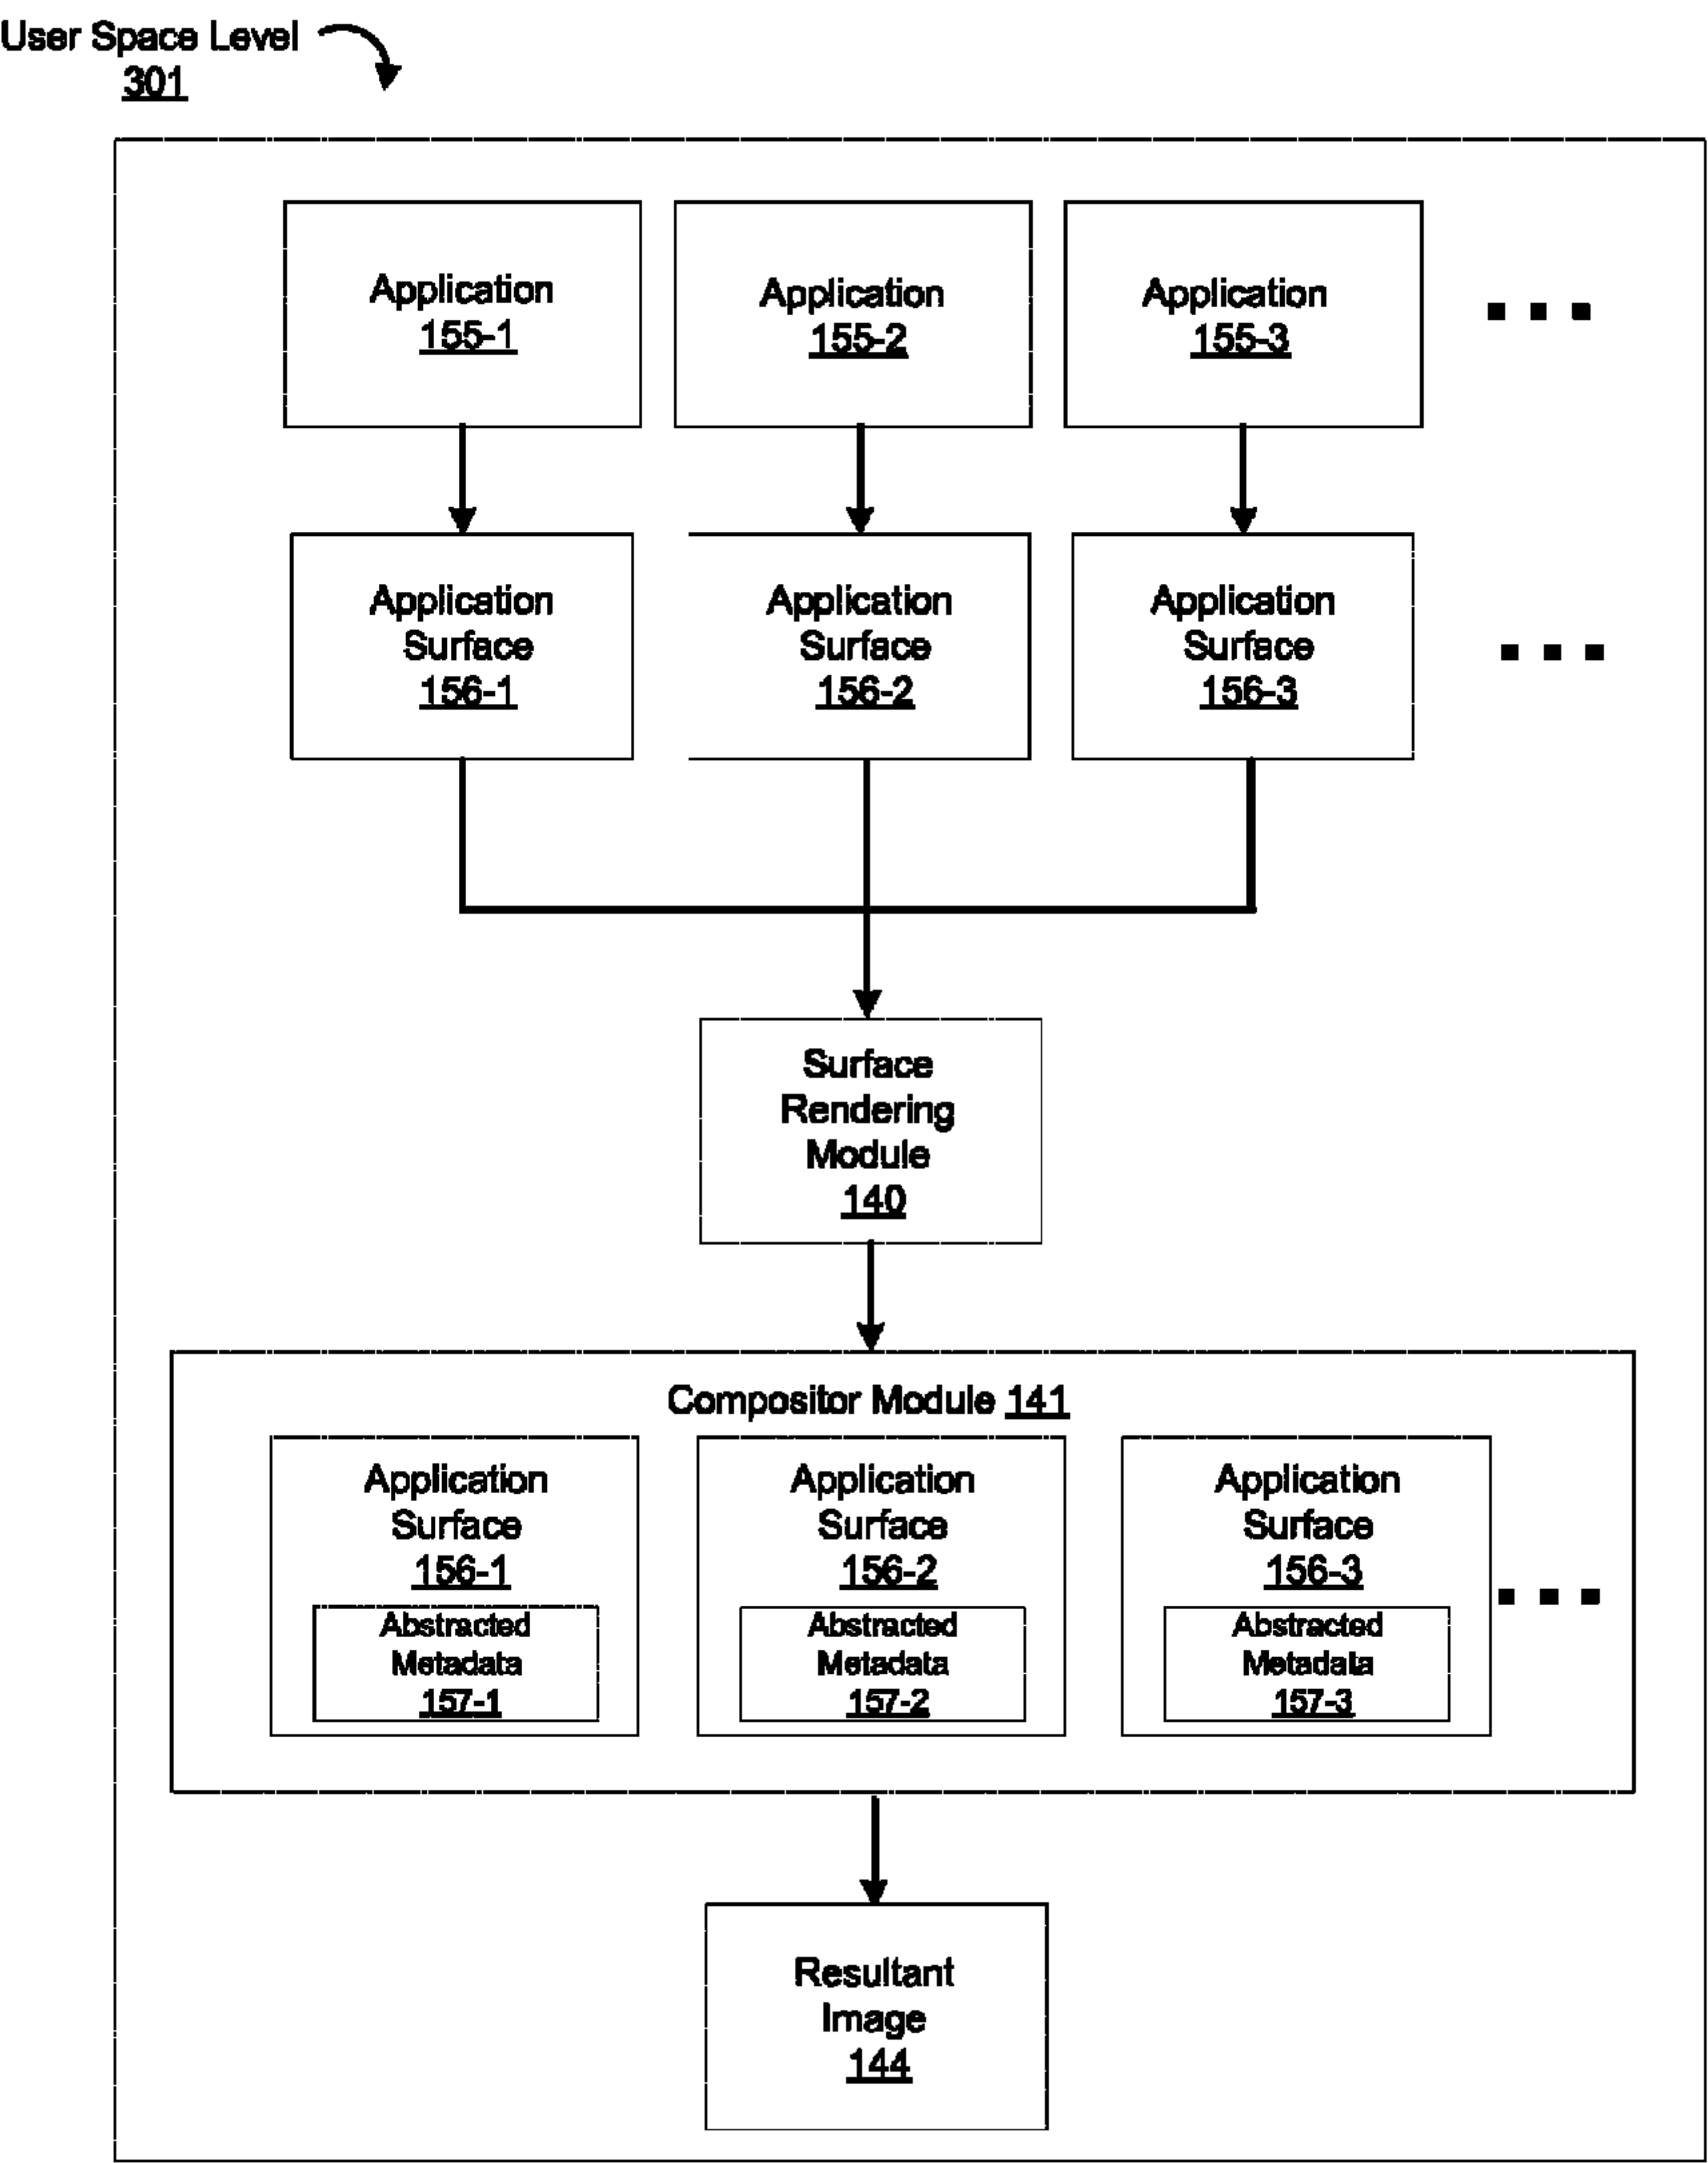 User Space Level
301
Application
155-1
Application
155-2
Application
155-3
Application
Surface
156-1
Application
Surface
156-2
Application
Surface
156-3
Surface
Rendering
Module
140
Compositor Module 141
Application
Surface
156-1
Abstracted
Metadata
157-1
Application
Surface
156-2
Abstracted
Metadata
157-2
Application
Surface
156-3
Abstracted
Metadata
157-3
Resultant
Image
144